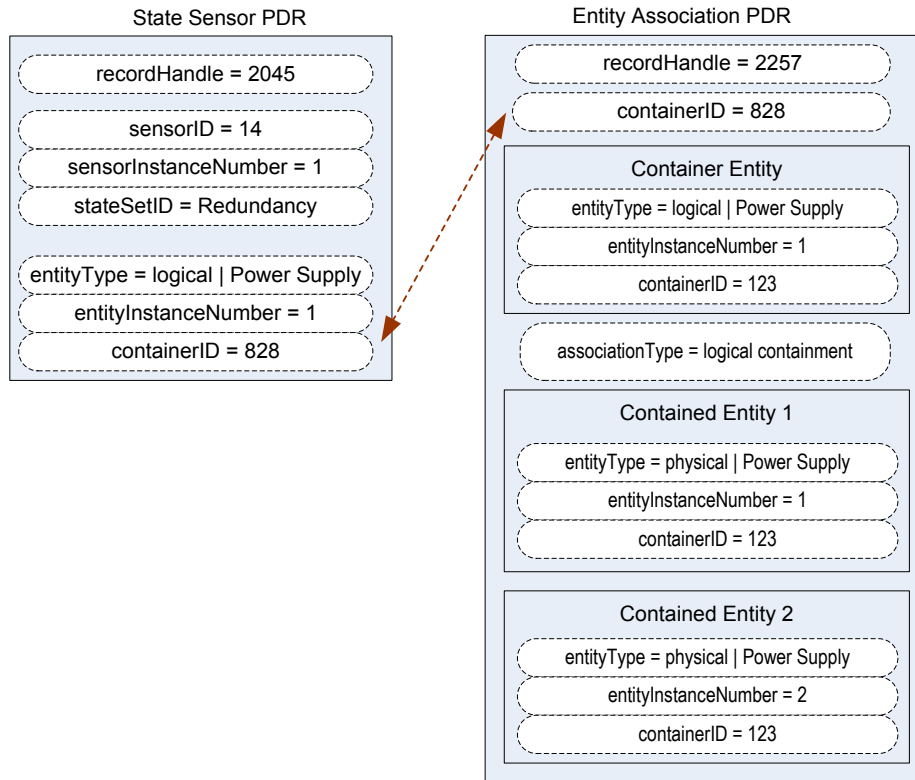 State Sensor PDR
recordHandle = 2045
sensorID = 14
sensorInstanceNumber = 1
stateSetID = Redundancy
entityType = logical | Power Supply
entityInstanceNumber = 1
containerID = 828
Entity Association PDR
recordHandle = 2257
containerID = 828
Container Entity
entityType = logical | Power Supply
entityInstanceNumber = 1
containerID = 123
associationType = logical containment
Contained Entity 1
entityType = physical | Power Supply
entityInstanceNumber = 1
containerID = 123
Contained Entity 2
entityType = physical | Power Supply
entityInstanceNumber = 2
containerID = 123